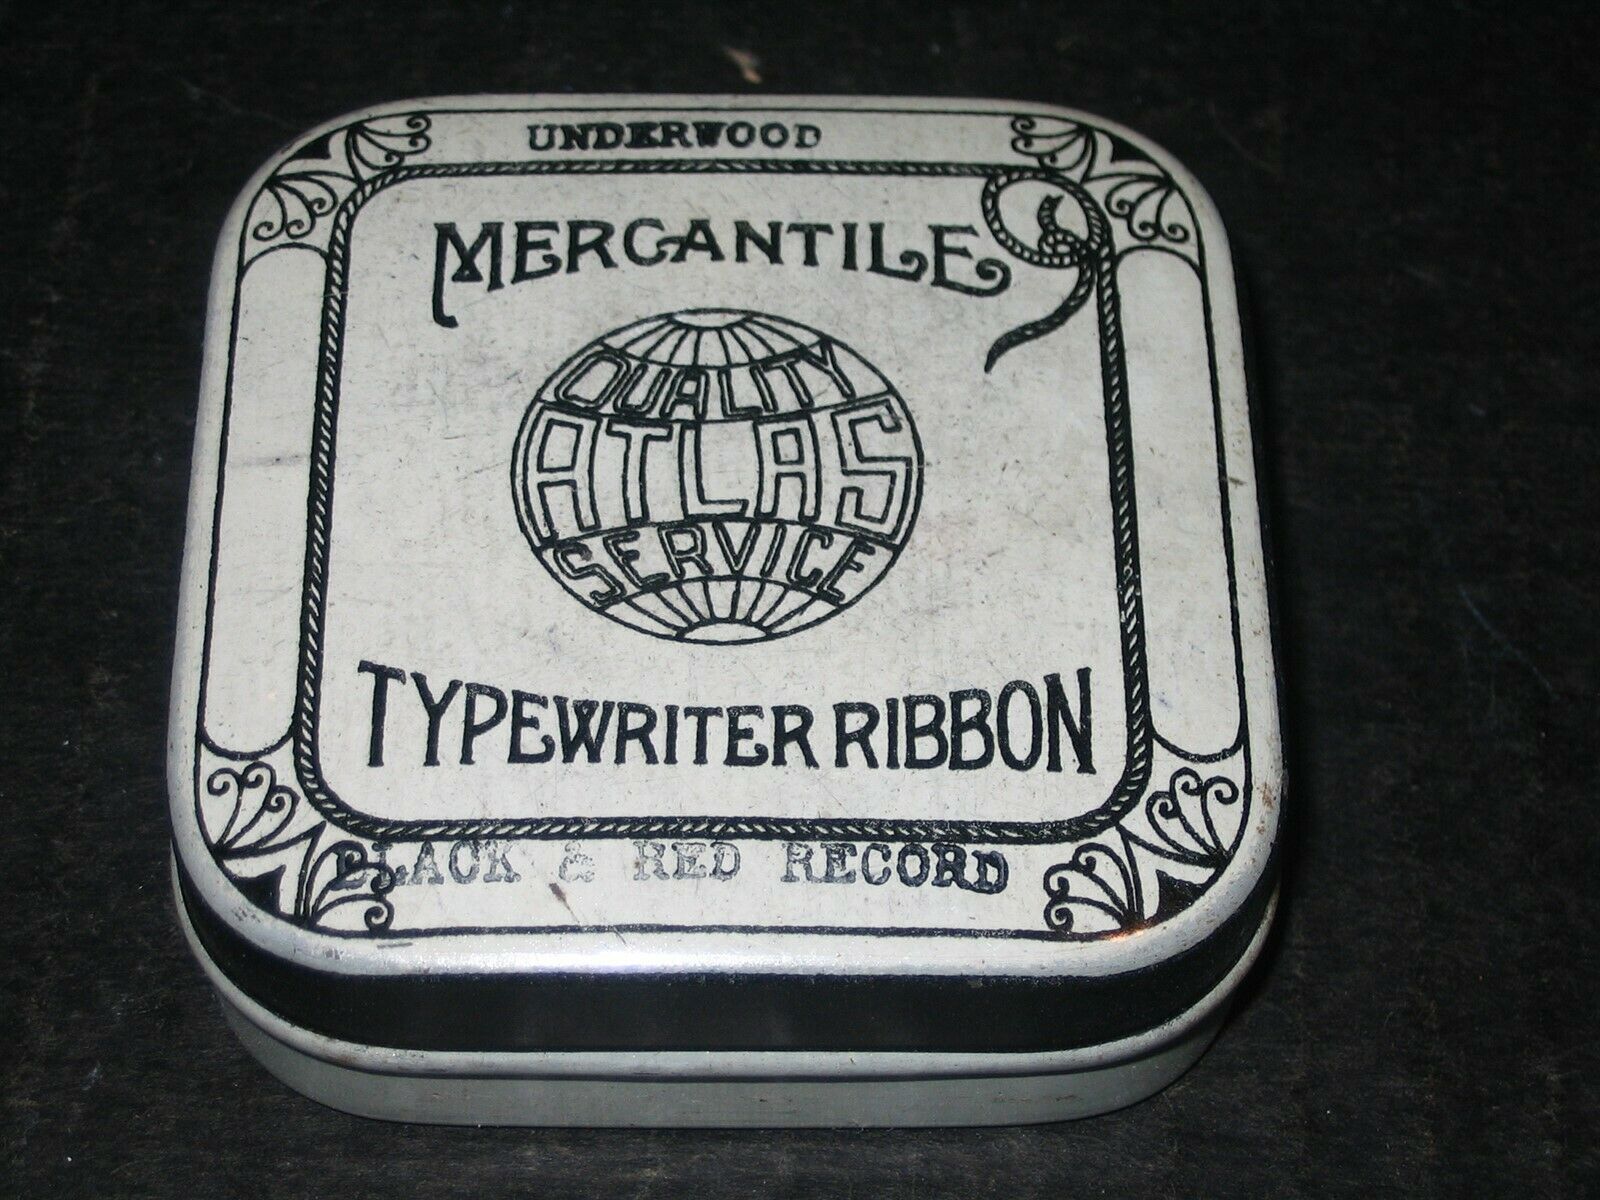 UNDERWOOD
MERCANTILE
QUALITY
ATLAS
SERVICE
TYPEWRITER RIBBON
BLACK & RED RECORD